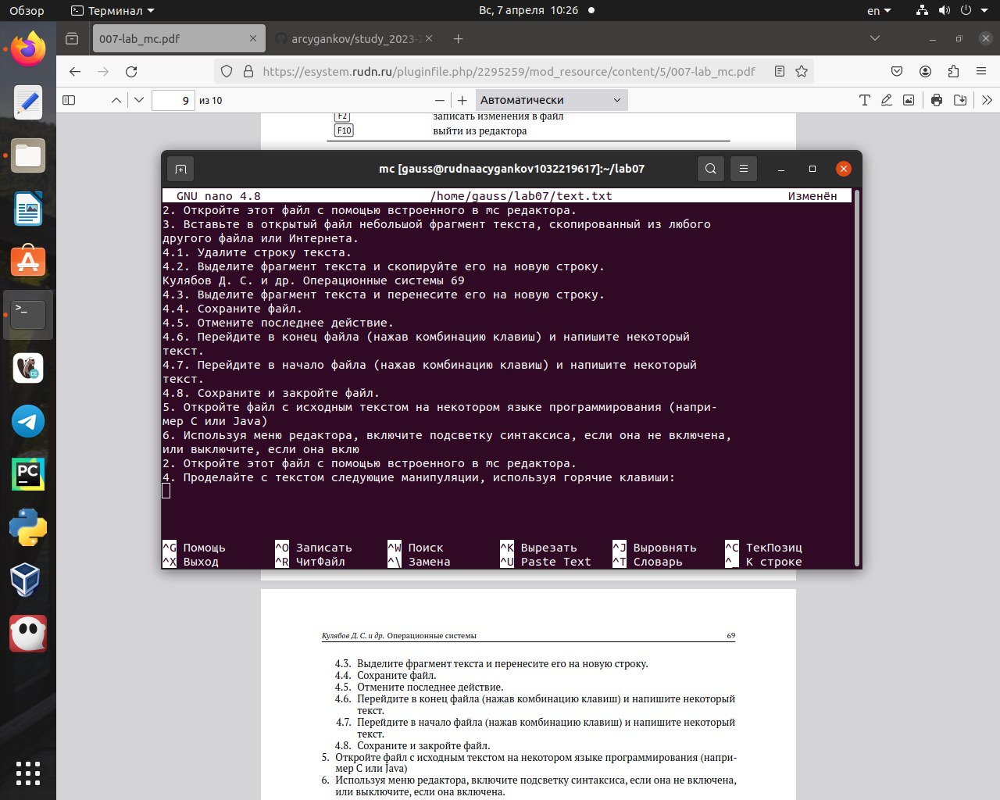 Обзор
Терминал
Вс, 7 апреля 10:26
en
007-lab_mc.pdf
arcygankov/study_2023-2
https://esystem.rudn.ru/pluginfile.php/2295259/mod_resource/content/5/007-lab_mc.pdf
9 из 10
Автоматически
F2 записать изменения в файл
F10 выйти из редактора
mc [gauss@rudnaacygankov1032219617]:~/lab07
GNU nano 4.8 /home/gauss/lab07/text.txt Изменён
2. Откройте этот файл с помощью встроенного в mc редактора.
3. Вставьте в открытый файл небольшой фрагмент текста, скопированный из любого
другого файла или Интернета.
4.1. Удалите строку текста.
4.2. Выделите фрагмент текста и скопируйте его на новую строку.
Кулябов Д. С. и др. Операционные системы 69
4.3. Выделите фрагмент текста и перенесите его на новую строку.
4.4. Сохраните файл.
4.5. Отмените последнее действие.
4.6. Перейдите в конец файла (нажав комбинацию клавиш) и напишите некоторый
текст.
4.7. Перейдите в начало файла (нажав комбинацию клавиш) и напишите некоторый
текст.
4.8. Сохраните и закройте файл.
5. Откройте файл с исходным текстом на некотором языке программирования (напри-
мер C или Java)
6. Используя меню редактора, включите подсветку синтаксиса, если она не включена,
или выключите, если она вклю
2. Откройте этот файл с помощью встроенного в mc редактора.
4. Проделайте с текстом следующие манипуляции, используя горячие клавиши:
^G Помощь ^O Записать ^W Поиск ^K Вырезать ^J Выровнять ^C ТекПозиц
^X Выход ^R ЧитФайл ^\ Замена ^U Paste Text ^T Словарь ^_ К строке
Кулябов Д. С. и др. Операционные системы 69
4.3. Выделите фрагмент текста и перенесите его на новую строку.
4.4. Сохраните файл.
4.5. Отмените последнее действие.
4.6. Перейдите в конец файла (нажав комбинацию клавиш) и напишите некоторый
текст.
4.7. Перейдите в начало файла (нажав комбинацию клавиш) и напишите некоторый
текст.
4.8. Сохраните и закройте файл.
5. Откройте файл с исходным текстом на некотором языке программирования (напри-
мер C или Java)
6. Используя меню редактора, включите подсветку синтаксиса, если она не включена,
или выключите, если она включена.
>_
CE
PC